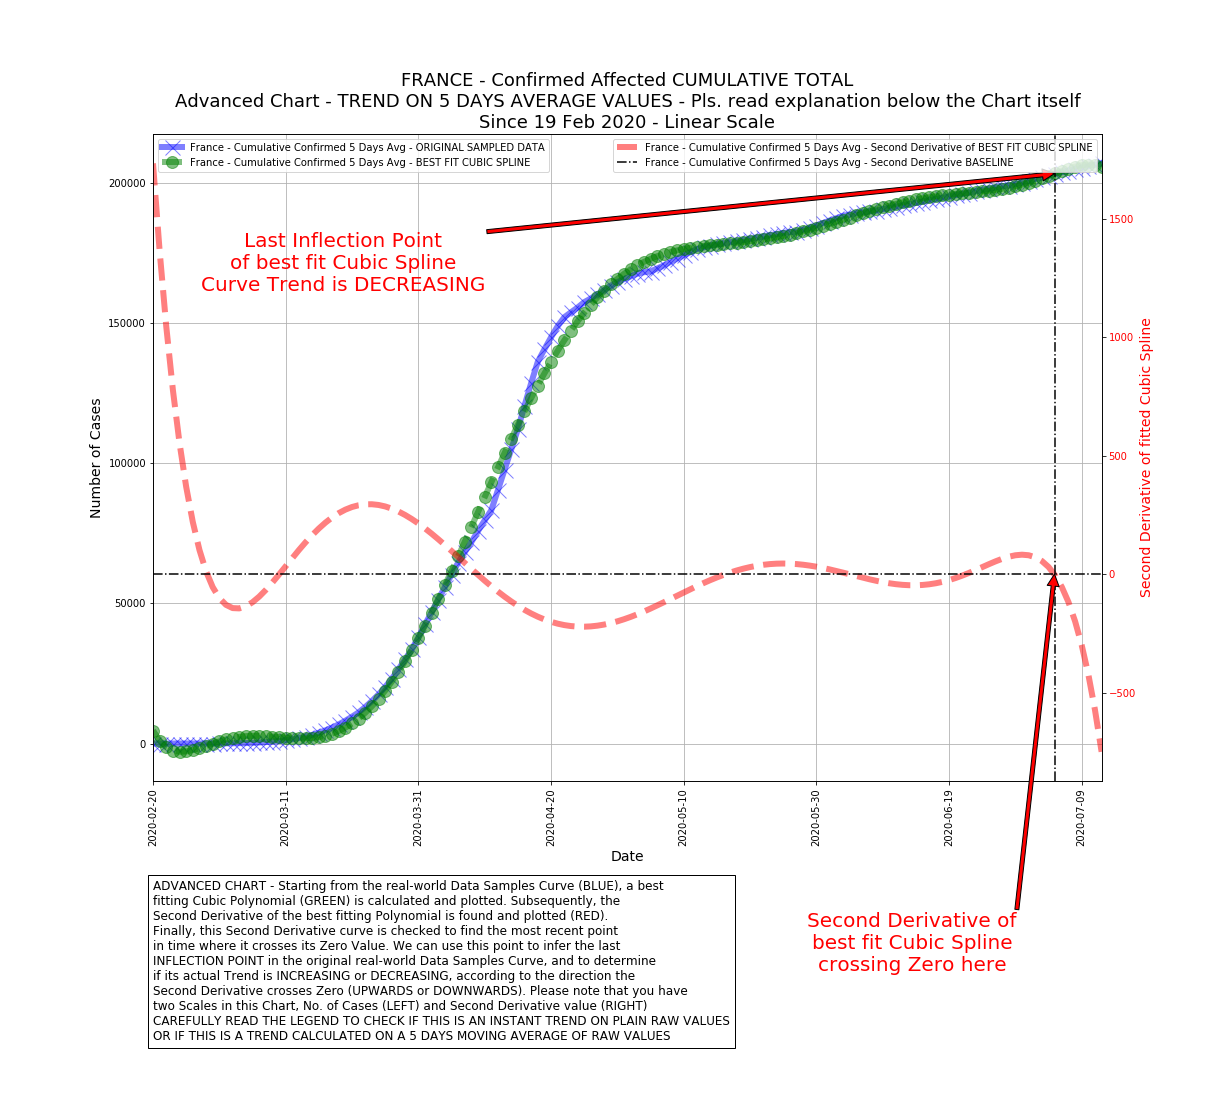 FRANCE - Confirmed Affected CUMULATIVE TOTAL
Advanced Chart - TREND ON 5 DAYS AVERAGE VALUES - Pls. read explanation below the Chart itself
Since 19 Feb 2020 - Linear Scale
France - Cumulative Confirmed 5 Days Avg - ORIGINAL SAMPLED DATA
France - Cumulative Confirmed 5 Days Avg - BEST FIT CUBIC SPLINE
France - Cumulative Confirmed 5 Days Avg - Second Derivative of BEST FIT CUBIC SPLINE
France - Cumulative Confirmed 5 Days Avg - Second Derivative BASELINE
Last Inflection Point
of best fit Cubic Spline
Curve Trend is DECREASING
Number of Cases
200000
150000
100000
50000
0
Second Derivative of fitted Cubic Spline
1500
1000
500
0
−500
2020-02-20
2020-03-11
2020-03-31
2020-04-20
2020-05-10
2020-05-30
2020-06-19
2020-07-09
Date
ADVANCED CHART - Starting from the real-world Data Samples Curve (BLUE), a best
fitting Cubic Polynomial (GREEN) is calculated and plotted. Subsequently, the
Second Derivative of the best fitting Polynomial is found and plotted (RED).
Finally, this Second Derivative curve is checked to find the most recent point
in time where it crosses its Zero Value. We can use this point to infer the last
INFLECTION POINT in the original real-world Data Samples Curve, and to determine
if its actual Trend is INCREASING or DECREASING, according to the direction the
Second Derivative crosses Zero (UPWARDS or DOWNWARDS). Please note that you have
two Scales in this Chart, No. of Cases (LEFT) and Second Derivative value (RIGHT)
CAREFULLY READ THE LEGEND TO CHECK IF THIS IS AN INSTANT TREND ON PLAIN RAW VALUES
OR IF THIS IS A TREND CALCULATED ON A 5 DAYS MOVING AVERAGE OF RAW VALUES
Second Derivative of
best fit Cubic Spline
crossing Zero here